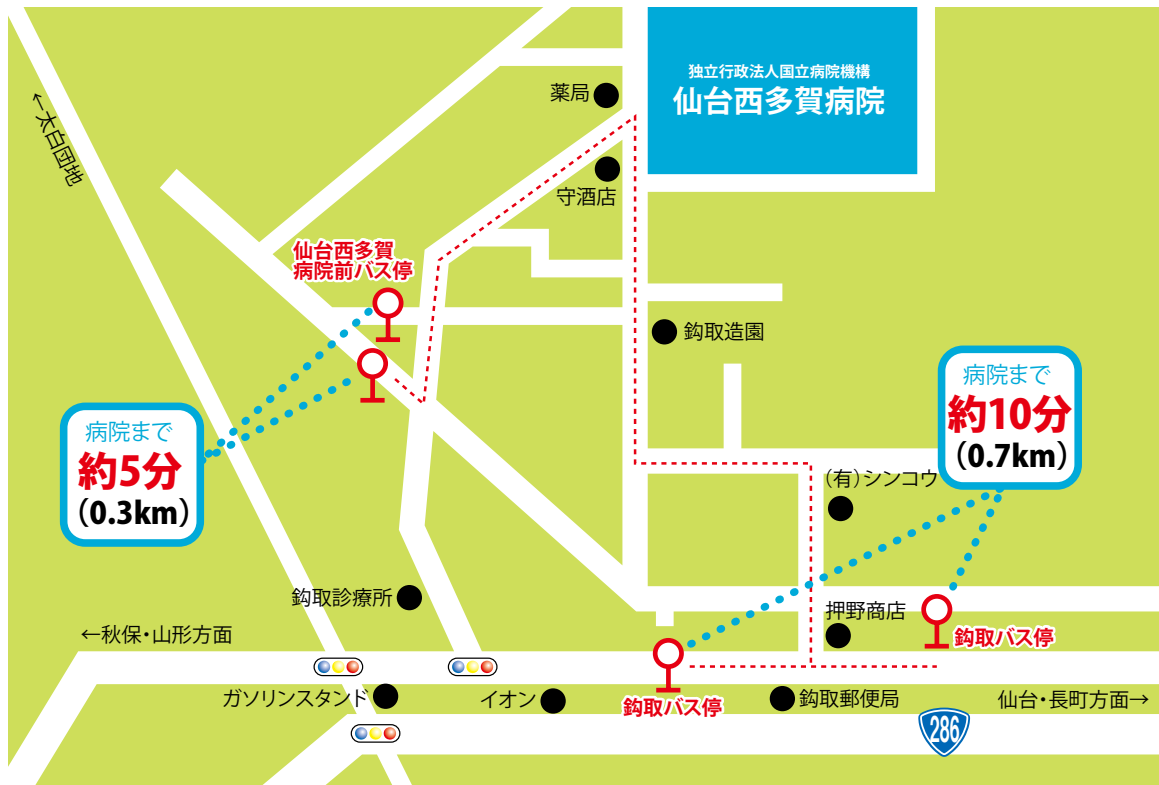 独立行政法人国立病院機構
仙台西多賀病院
薬局
←太白団地
守酒店
仙台西多賀
病院前バス停
鈎取造園
病院まで
約10分
（0.7km）
病院まで
約5分
（0.3km）
（有）シンコウ
鈎取診療所
押野商店
←秋保・山形方面
鈎取バス停
ガソリンスタンド
イオン
鈎取バス停
鈎取郵便局
仙台・長町方面→
286